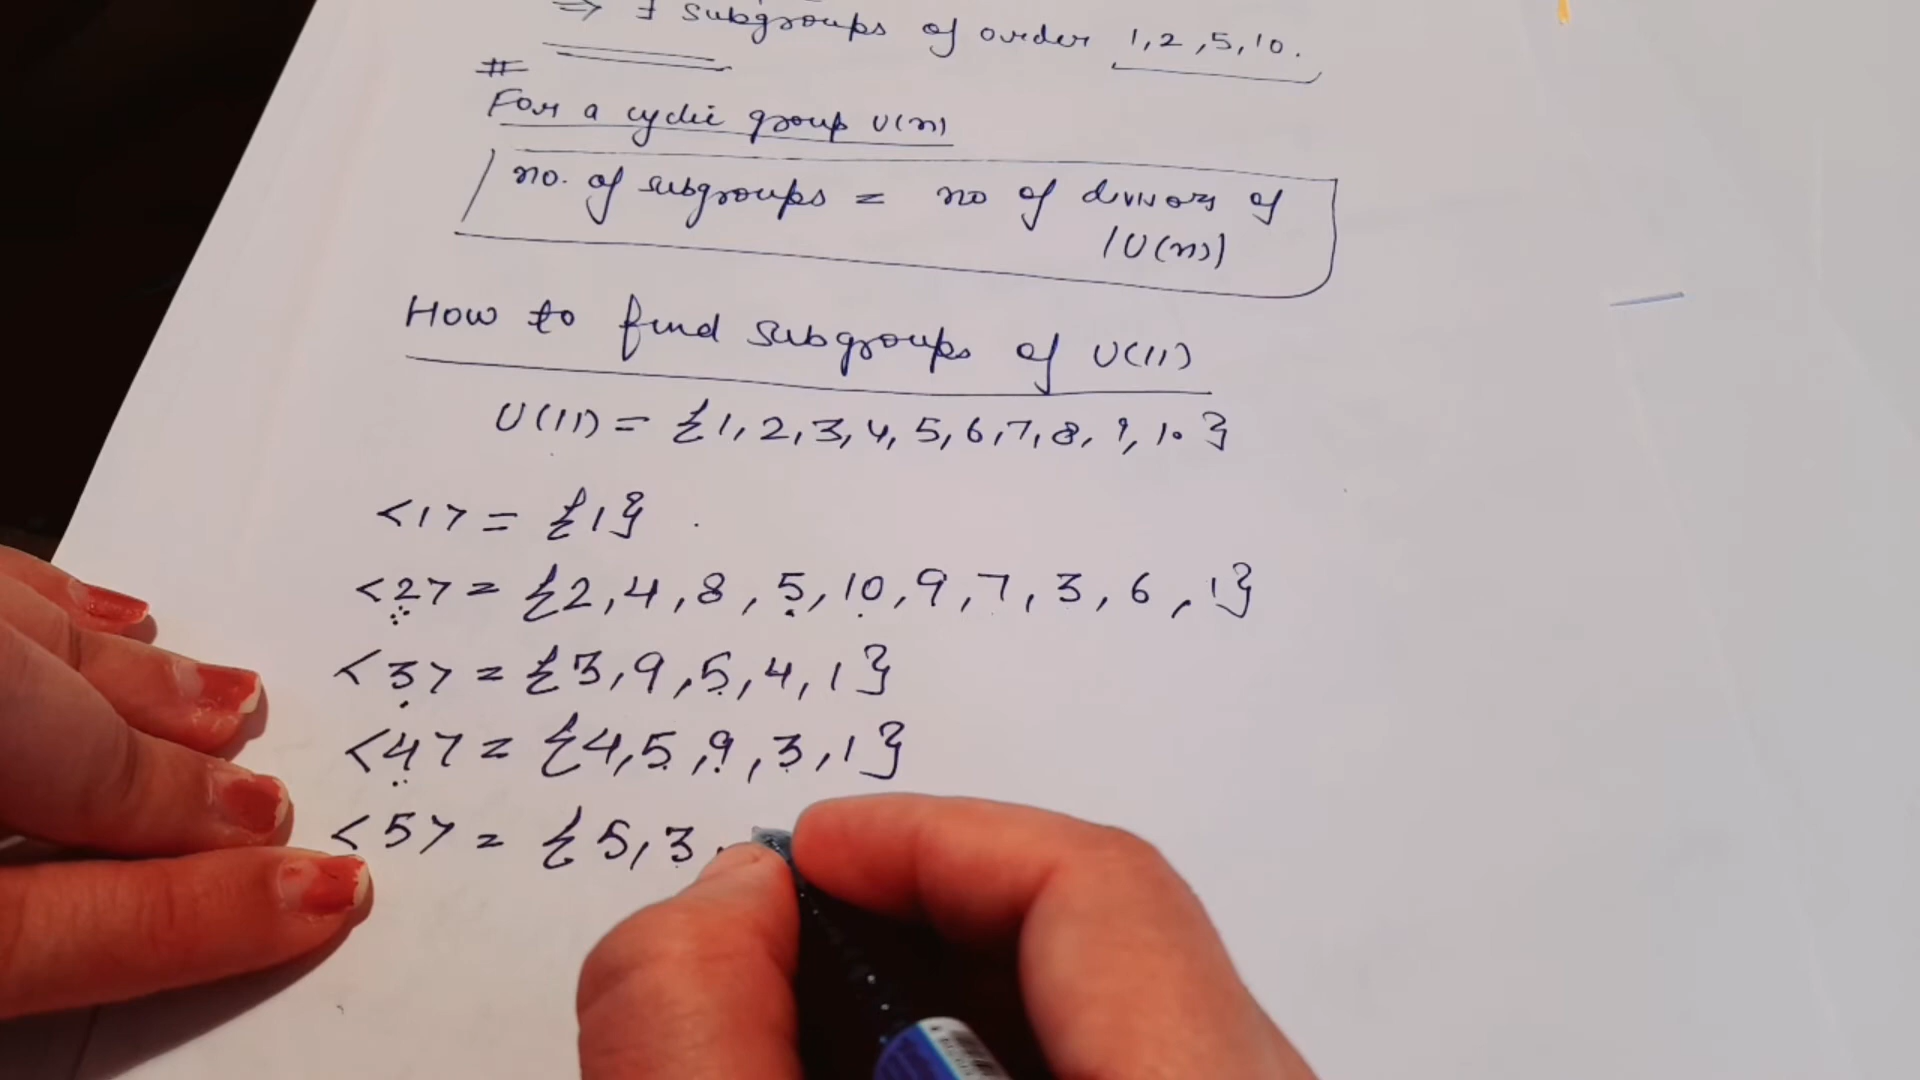 ⇒ ∃ subgroups of order 1,2,5,10.
#
For a cyclic group U(n)
no. of subgroups = no of divisors of
|U(n)|
How to find subgroups of U(11)
U(11) = {1,2,3,4,5,6,7,8,9,10}
<1> = {1}
<2> = {2,4,8,5,10,9,7,3,6,1}
<3> = {3,9,5,4,1}
<4> = {4,5,9,3,1}
<5> = {5,3,